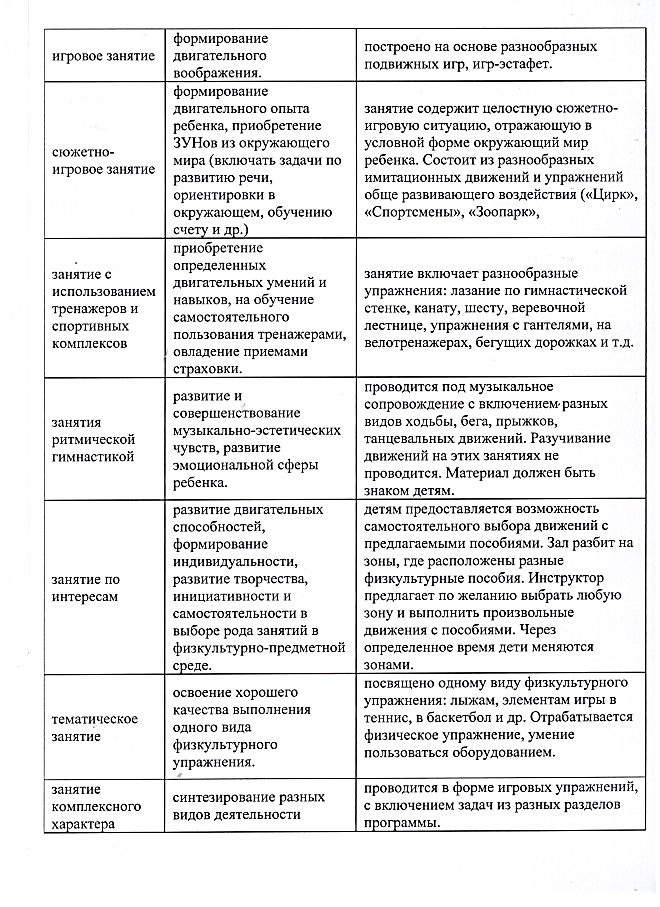 игровое занятие
формирование
двигательного
воображения.
построено на основе разнообразных
подвижных игр, игр-эстафет.
сюжетно-
игровое занятие
формирование
двигательного опыта
ребенка, приобретение
ЗУНов из окружающего
мира (включать задачи по
развитию речи,
ориентировки в
окружающем, обучению
счету и др.)
занятие содержит целостную сюжетно-
игровую ситуацию, отражающую в
условной форме окружающий мир
ребенка. Состоит из разнообразных
имитационных движений и упражнений
обще развивающего воздействия («Цирк»,
«Спортсмены», «Зоопарк»,
занятие с
использованием
тренажеров и
спортивных
комплексов
приобретение
определенных
двигательных умений и
навыков, на обучение
самостоятельного
пользования тренажерами,
овладение приемами
страховки.
занятие включает разнообразные
упражнения: лазание по гимнастической
стенке, канату, шесту, веревочной
лестнице, упражнения с гантелями, на
велотренажерах, бегущих дорожках и т.д.
занятия
ритмической
гимнастикой
развитие и
совершенствование
музыкально-эстетических
чувств, развитие
эмоциональной сферы
ребенка.
проводится под музыкальное
сопровождение с включением разных
видов ходьбы, бега, прыжков,
танцевальных движений. Разучивание
движений на этих занятиях не
проводится. Материал должен быть
знаком детям.
занятие по
интересам
развитие двигательных
способностей,
формирование
индивидуальности,
развитие творчества,
инициативности и
самостоятельности в
выборе рода занятий в
физкультурно-предметной
среде.
детям предоставляется возможность
самостоятельного выбора движений с
предлагаемыми пособиями. Зал разбит на
зоны, где расположены разные
физкультурные пособия. Инструктор
предлагает по желанию выбрать любую
зону и выполнить произвольные
движения с пособиями. Через
определенное время дети меняются
зонами.
тематическое
занятие
освоение хорошего
качества выполнения
одного вида
физкультурного
упражнения.
посвящено одному виду физкультурного
упражнения: лыжам, элементам игры в
теннис, в баскетбол и др. Отрабатывается
физическое упражнение, умение
пользоваться оборудованием.
занятие
комплексного
характера
синтезирование разных
видов деятельности
проводится в форме игровых упражнений,
с включением задач из разных разделов
программы.